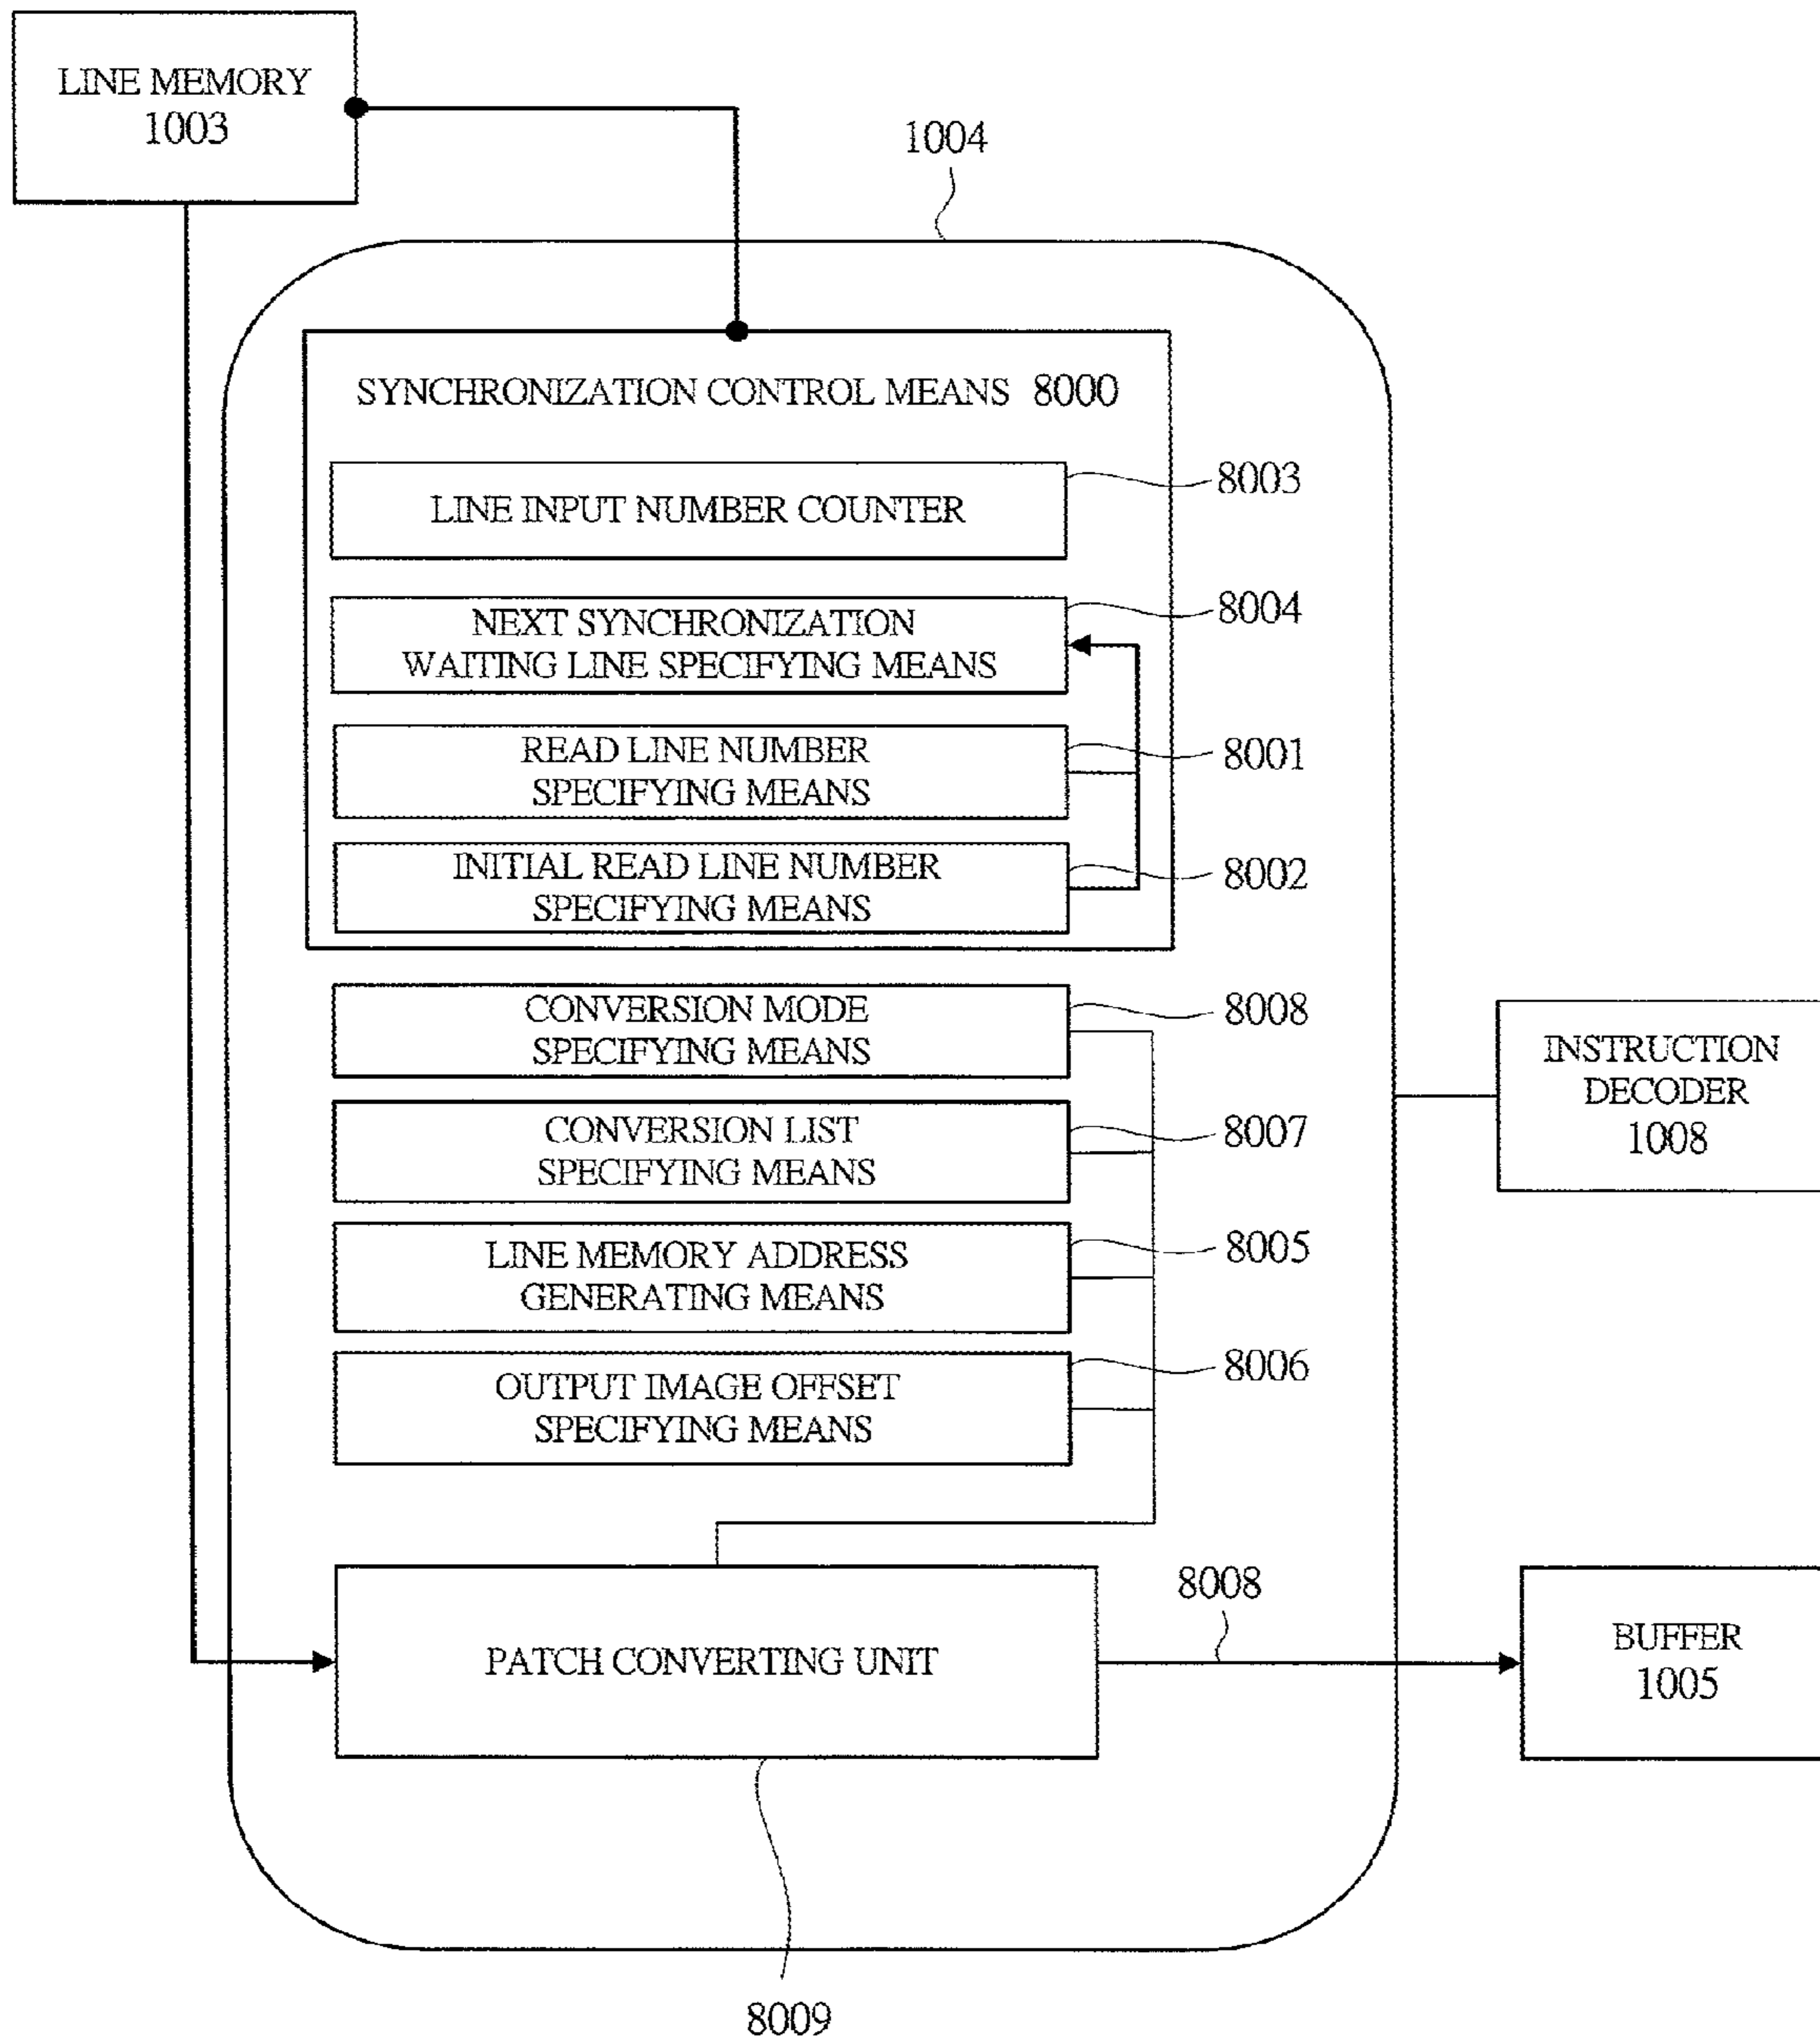 LINE MEMORY
1003
1004
SYNCHRONIZATION CONTROL MEANS 8000
LINE INPUT NUMBER COUNTER
8003
NEXT SYNCHRONIZATION
WAITING LINE SPECIFYING MEANS
8004
READ LINE NUMBER
SPECIFYING MEANS
8001
INITIAL READ LINE NUMBER
SPECIFYING MEANS
8002
CONVERSION MODE
SPECIFYING MEANS
8008
INSTRUCTION
DECODER
1008
CONVERSION LIST
SPECIFYING MEANS
8007
LINE MEMORY ADDRESS
GENERATING MEANS
8005
OUTPUT IMAGE OFFSET
SPECIFYING MEANS
8006
PATCH CONVERTING UNIT
8008
BUFFER
1005
8009